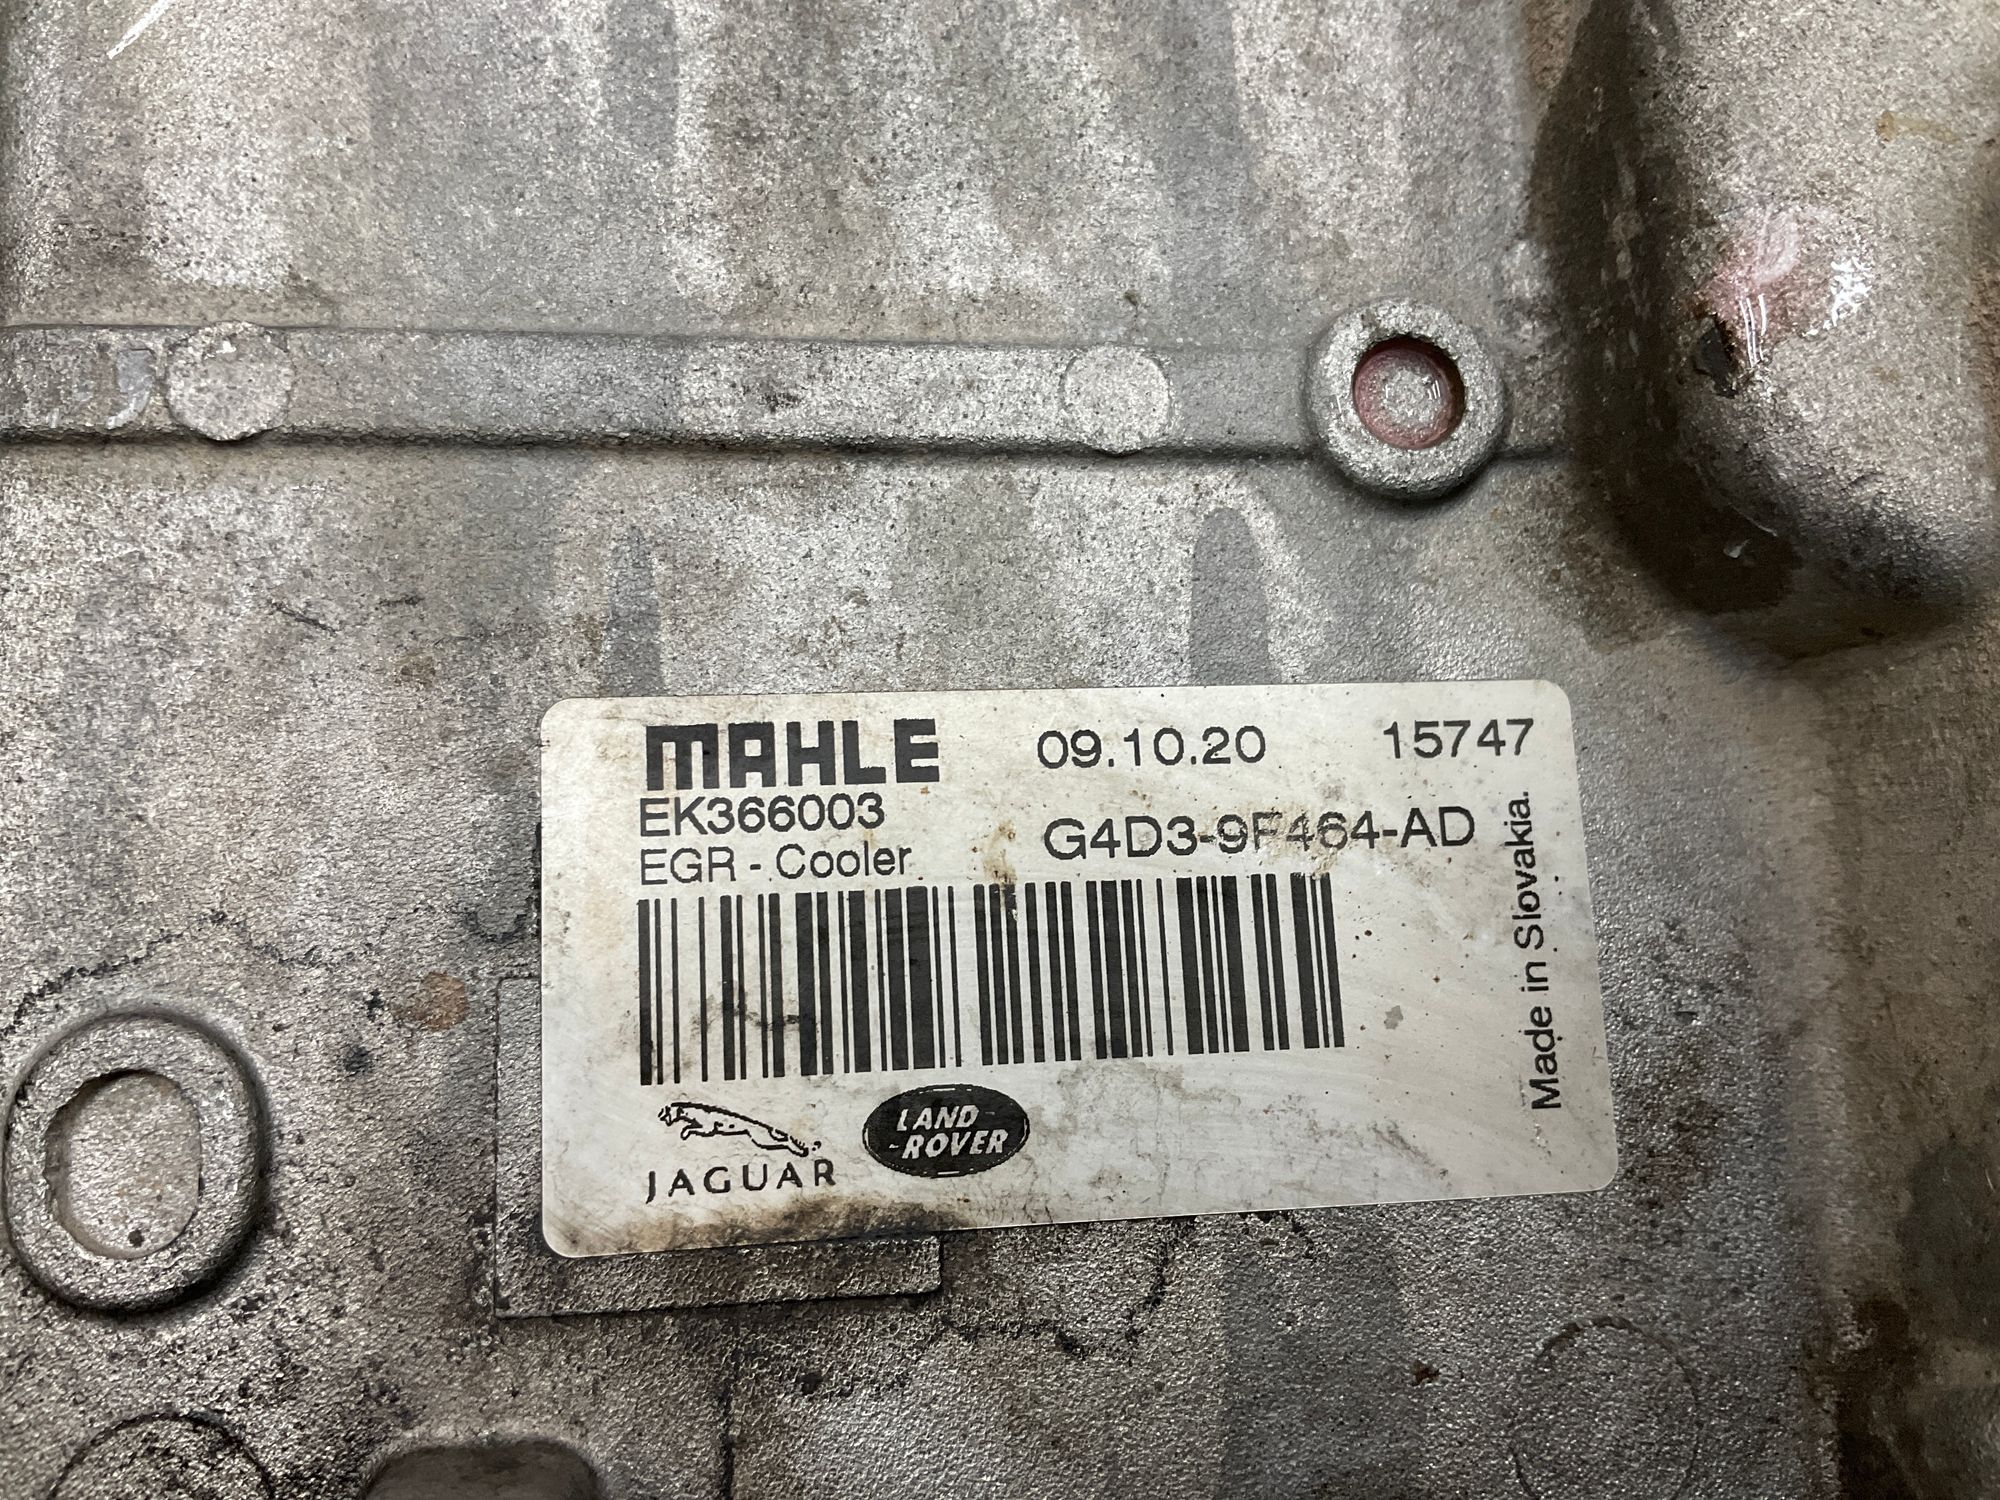 MAHLE 09.10.20 15747
EK366003
G4D3-9F464-AD
EGR - Cooler
Made in Slovakia.
JAGUAR
LAND
-ROVER